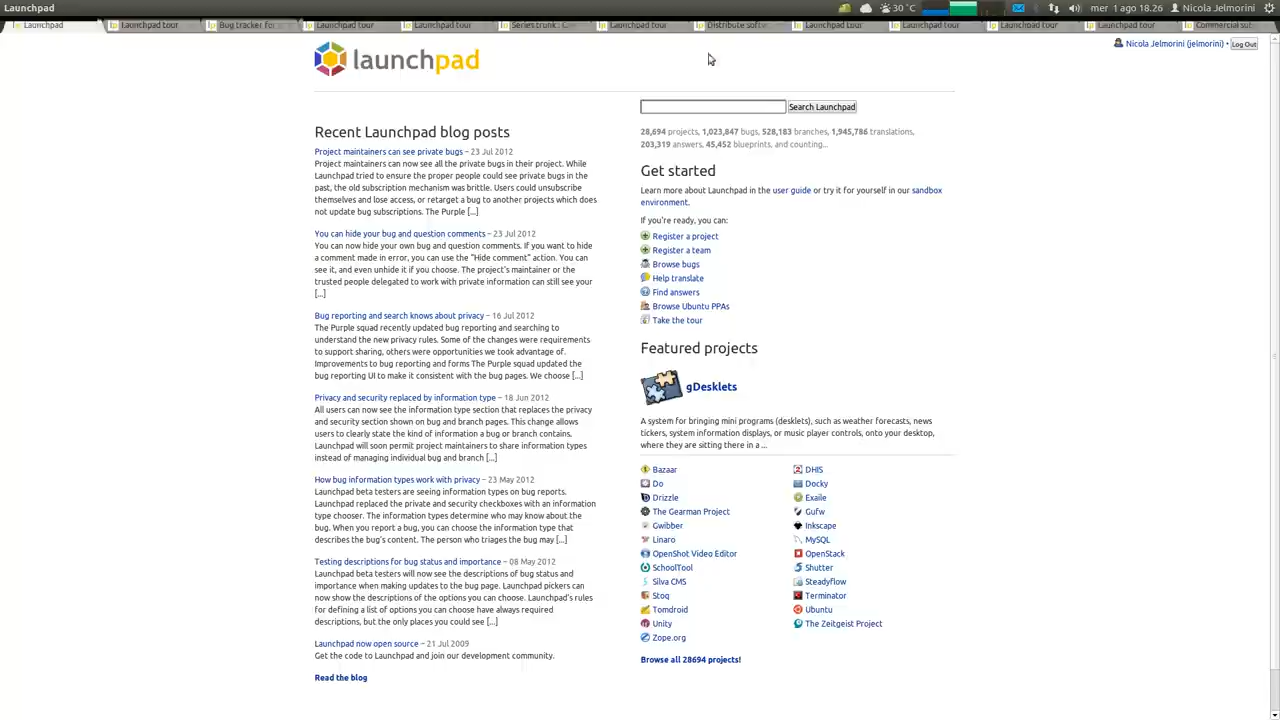 Launchpad
30°C
mer 1 ago 18.26
Nicola Jelmorini
Launchpad
Launchpad tour
Bug tracker for
Launchpad tour
Launchpad tour
Series trunk: C...
Launchpad tour
Distribute soft
Launchpad tour
Launchpad tour
Launchpad tour
Launchpad tour
Commercial sub
Nicola Jelmorini (jelmorini) • Log Out
launchpad
Search Launchpad
28,694 projects, 1,023,847 bugs, 528,183 branches, 1,945,786 translations,
203,319 answers, 45,452 blueprints, and counting...
Recent Launchpad blog posts
Project maintainers can see private bugs – 23 Jul 2012
Project maintainers can now see all the private bugs in their project. While
Launchpad tried to ensure the proper people could see private bugs in the
past, the old subscription mechanism was brittle. Users could unsubscribe
themselves and lose access, or retarget a bug to another projects which does
not update bug subscriptions. The Purple [...]
You can hide your bug and question comments – 23 Jul 2012
You can now hide your own bug and question comments. If you want to hide
a comment made in error, you can use the "Hide comment" action. You can
see it, and even unhide it if you choose. The project's maintainer or the
trusted people delegated to work with private information can still see your
[...]
Bug reporting and search knows about privacy – 16 Jul 2012
The Purple squad recently updated bug reporting and searching to
understand the new privacy rules. Some of the changes were requirements
to support sharing, others were opportunities we took advantage of.
Improvements to bug reporting and forms The Purple squad updated the
bug reporting UI to make it consistent with the bug pages. We choose [...]
Privacy and security replaced by information type – 18 Jun 2012
All users can now see the information type section that replaces the privacy
and security section shown on bug and branch pages. This change allows
users to clearly state the kind of information a bug or branch contains.
Launchpad will soon permit project maintainers to share information types
instead of managing individual bug and branch [...]
How bug information types work with privacy – 23 May 2012
Launchpad beta testers are seeing information types on bug reports.
Launchpad replaced the private and security checkboxes with an information
type chooser. The information types determine who may know about the
bug. When you report a bug, you can choose the information type that
describes the bug's content. The person who triages the bug may [...]
Testing descriptions for bug status and importance – 08 May 2012
Launchpad beta testers will now see the descriptions of bug status and
importance when making updates to the bug page. Launchpad pickers can
now show the descriptions of the options you can choose. Launchpad's rules
for defining a list of options you can choose have always required
descriptions, but the only places you could see [...]
Launchpad now open source – 21 Jul 2009
Get the code to Launchpad and join our development community.
Read the blog
Get started
Learn more about Launchpad in the user guide or try it for yourself in our sandbox
environment.
If you're ready, you can:
Register a project
Register a team
Browse bugs
Help translate
Find answers
Browse Ubuntu PPAs
Take the tour
Featured projects
gDesklets
A system for bringing mini programs (desklets), such as weather forecasts, news
tickers, system information displays, or music player controls, onto your desktop,
where they are sitting there in a ...
Bazaar
Do
Drizzle
The Gearman Project
Gwibber
Linaro
OpenShot Video Editor
SchoolTool
Silva CMS
Stoq
Tomdroid
Unity
Zope.org
DHIS
Docky
Exaile
Gufw
Inkscape
MySQL
OpenStack
Shutter
Steadyflow
Terminator
Ubuntu
The Zeitgeist Project
Browse all 28694 projects!